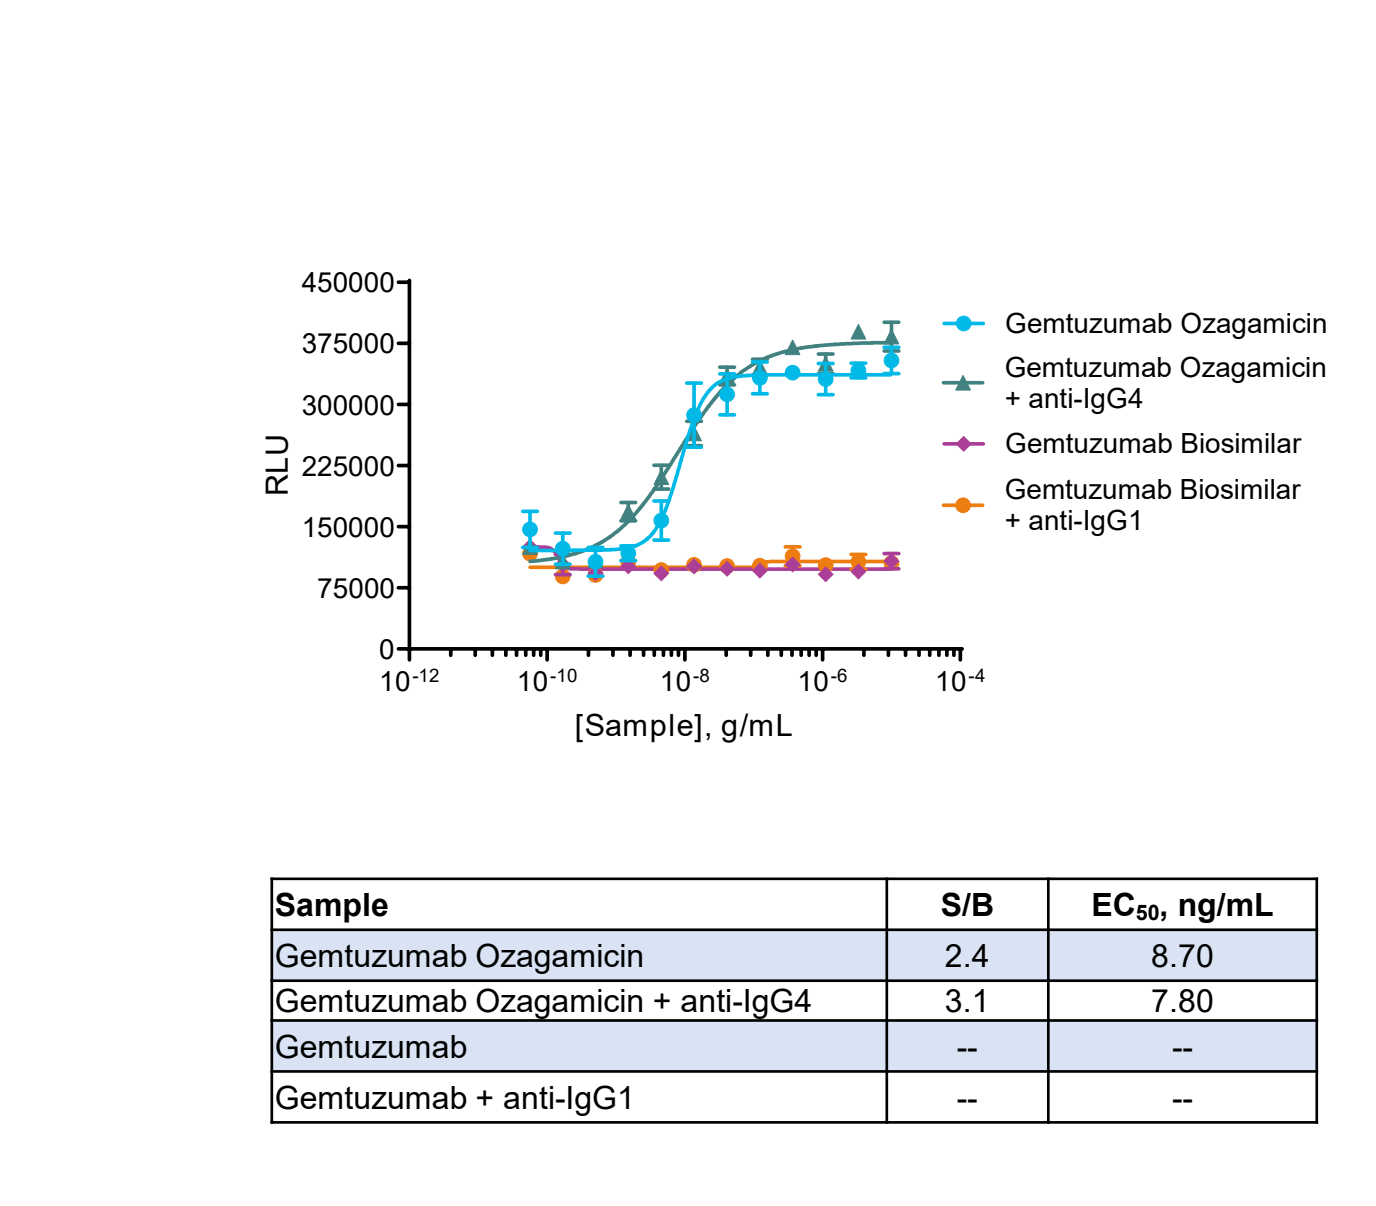 450000
375000
300000
225000
150000
75000
0
RLU
10-12 10-10 10-8 10-6 10-4
[Sample], g/mL
Gemtuzumab Ozagamicin
Gemtuzumab Ozagamicin
+ anti-IgG4
Gemtuzumab Biosimilar
Gemtuzumab Biosimilar
+ anti-IgG1
Sample S/B EC50, ng/mL
Gemtuzumab Ozagamicin 2.4 8.70
Gemtuzumab Ozagamicin + anti-IgG4 3.1 7.80
Gemtuzumab -- --
Gemtuzumab + anti-IgG1 -- --